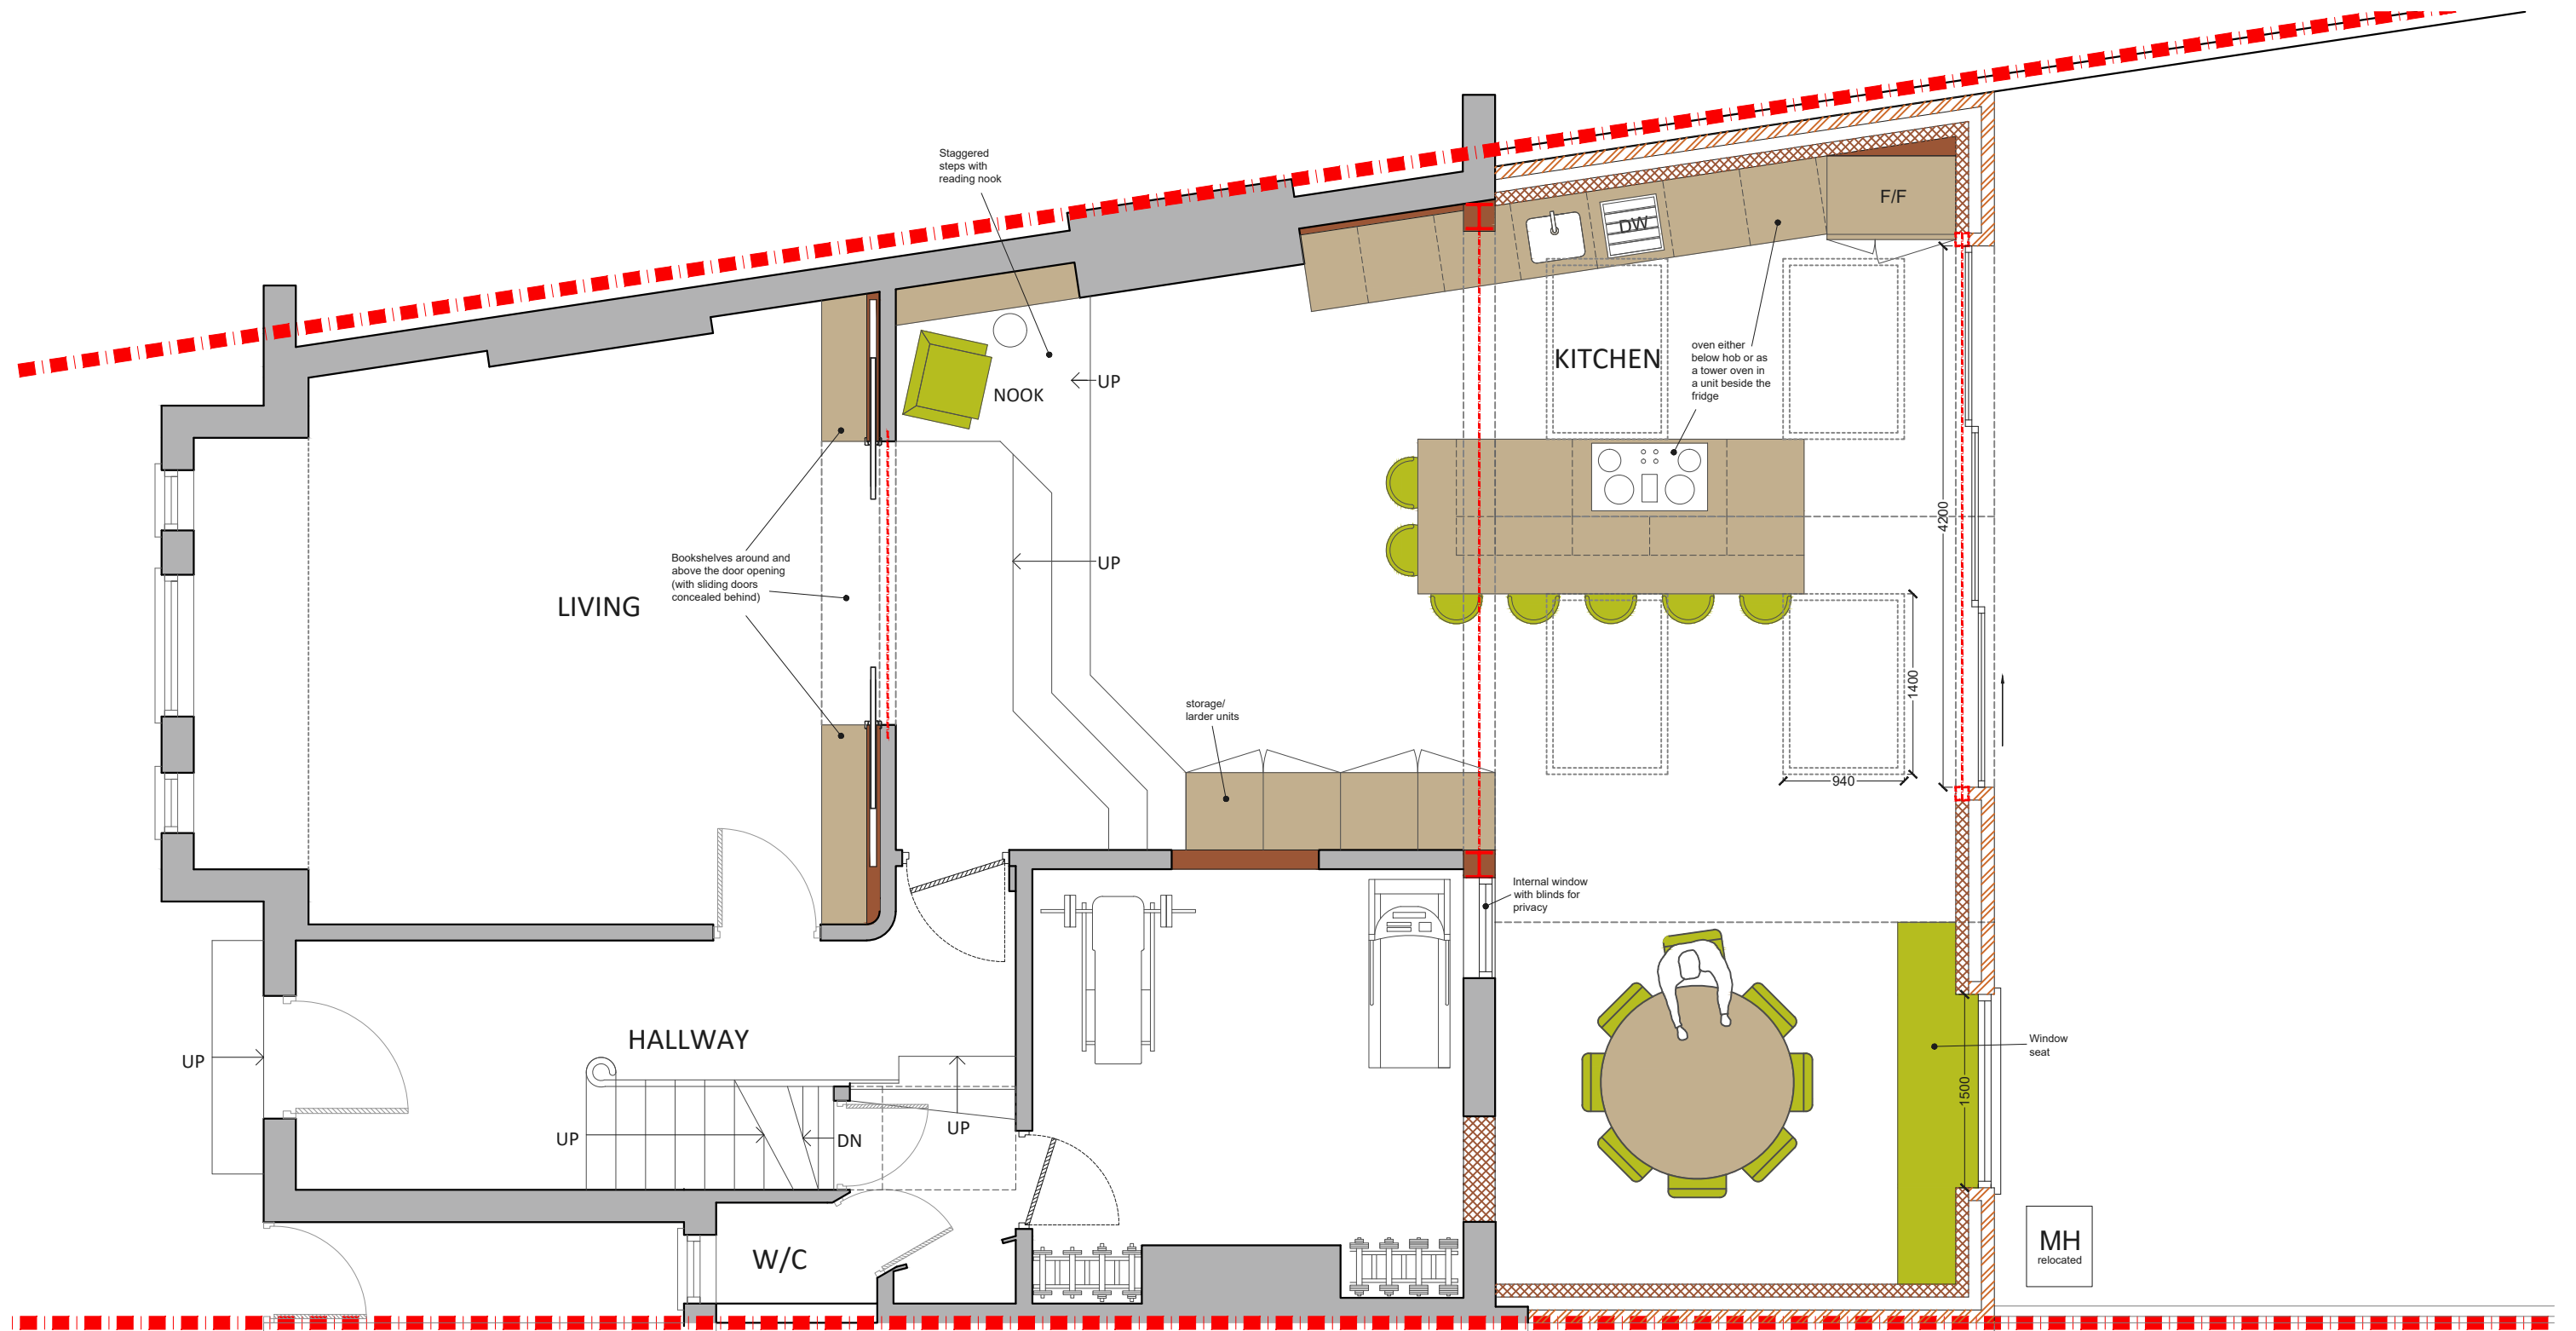 Staggered
steps with
reading nook
F/F
DW
KITCHEN
oven either
below hob or as
a tower oven in
a unit beside the
fridge
UP
NOOK
4200
Bookshelves around and
above the door opening
(with sliding doors
concealed behind)
UP
LIVING
1400
storage/
larder units
940
Internal window
with blinds for
privacy
HALLWAY
Window
seat
UP
1500
UP
DN
UP
W/C
MH
relocated